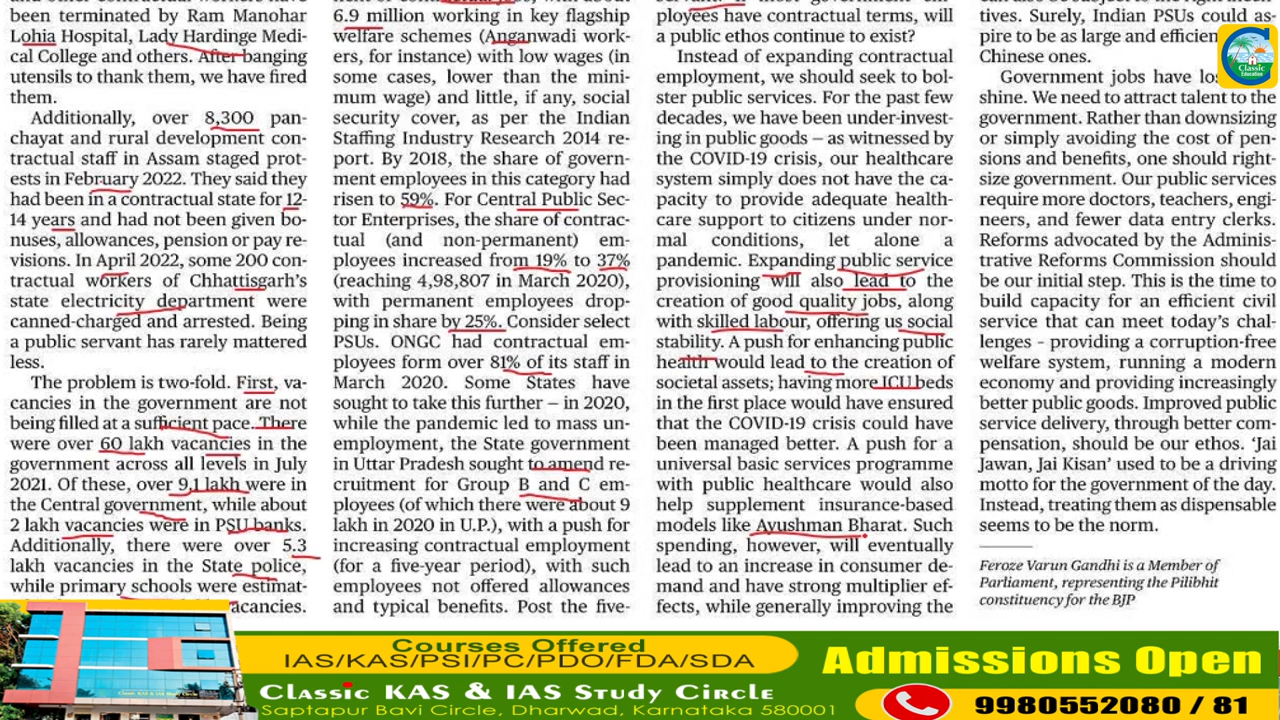 and other contractual workers have
been terminated by Ram Manohar
Lohia Hospital, Lady Hardinge Medi-
cal College and others. After banging
utensils to thank them, we have fired
them.
Additionally, over 8,300 pan-
chayat and rural development con-
tractual staff in Assam staged prot-
ests in February 2022. They said they
had been in a contractual state for 12-
14 years and had not been given bo-
nuses, allowances, pension or pay re-
visions. In April 2022, some 200 con-
tractual workers of Chhattisgarh's
state electricity department were
canned-charged and arrested. Being
a public servant has rarely mattered
less.
The problem is two-fold. First, va-
cancies in the government are not
being filled at a sufficient pace. There
were over 60 lakh vacancies in the
government across all levels in July
2021. Of these, over 9.1 lakh were in
the Central government, while about
2 lakh vacancies were in PSU banks.
Additionally, there were over 5.3
lakh vacancies in the State police,
while primary schools were estimat-
acancies.
6.9 million working in key flagship
welfare schemes (Anganwadi work-
ers, for instance) with low wages (in
some cases, lower than the mini-
mum wage) and little, if any, social
security cover, as per the Indian
Staffing Industry Research 2014 re-
port. By 2018, the share of govern-
ment employees in this category had
risen to 59%. For Central Public Sec-
tor Enterprises, the share of contrac-
tual (and non-permanent) em-
ployees increased from 19% to 37%
(reaching 4,98,807 in March 2020),
with permanent employees drop-
ping in share by 25%. Consider select
PSUs. ONGC had contractual em-
ployees form over 81% of its staff in
March 2020. Some States have
sought to take this further – in 2020,
while the pandemic led to mass un-
employment, the State government
in Uttar Pradesh sought to amend re-
cruitment for Group B and C em-
ployees (of which there were about 9
lakh in 2020 in U.P.), with a push for
increasing contractual employment
(for a five-year period), with such
employees not offered allowances
and typical benefits. Post the five-
ployees have contractual terms, will
a public ethos continue to exist?
Instead of expanding contractual
employment, we should seek to bol-
ster public services. For the past few
decades, we have been under-invest-
ing in public goods – as witnessed by
the COVID-19 crisis, our healthcare
system simply does not have the ca-
pacity to provide adequate health-
care support to citizens under nor-
mal conditions, let alone a
pandemic. Expanding public service
provisioning will also lead to the
creation of good quality jobs, along
with skilled labour, offering us social
stability. A push for enhancing public
health would lead to the creation of
societal assets; having more ICU beds
in the first place would have ensured
that the COVID-19 crisis could have
been managed better. A push for a
universal basic services programme
with public healthcare would also
help supplement insurance-based
models like Ayushman Bharat. Such
spending, however, will eventually
lead to an increase in consumer de-
mand and have strong multiplier ef-
fects, while generally improving the
tives. Surely, Indian PSUs could as-
pire to be as large and efficien
Chinese ones.
Government jobs have los
shine. We need to attract talent to the
government. Rather than downsizing
or simply avoiding the cost of pen-
sions and benefits, one should right-
size government. Our public services
require more doctors, teachers, engi-
neers, and fewer data entry clerks.
Reforms advocated by the Adminis-
trative Reforms Commission should
be our initial step. This is the time to
build capacity for an efficient civil
service that can meet today's chal-
lenges - providing a corruption-free
welfare system, running a modern
economy and providing increasingly
better public goods. Improved public
service delivery, through better com-
pensation, should be our ethos. 'Jai
Jawan, Jai Kisan' used to be a driving
motto for the government of the day.
Instead, treating them as dispensable
seems to be the norm.
Feroze Varun Gandhi is a Member of
Parliament, representing the Pilibhit
constituency for the BJP
Classic
Education
Courses Offered
IAS/KAS/PSI/PC/PDO/FDA/SDA
Classic KAS & IAS Study Circle
Saptapur Bavi Circle, Dharwad, Karnataka 580001
Admissions Open
9980552080 / 81